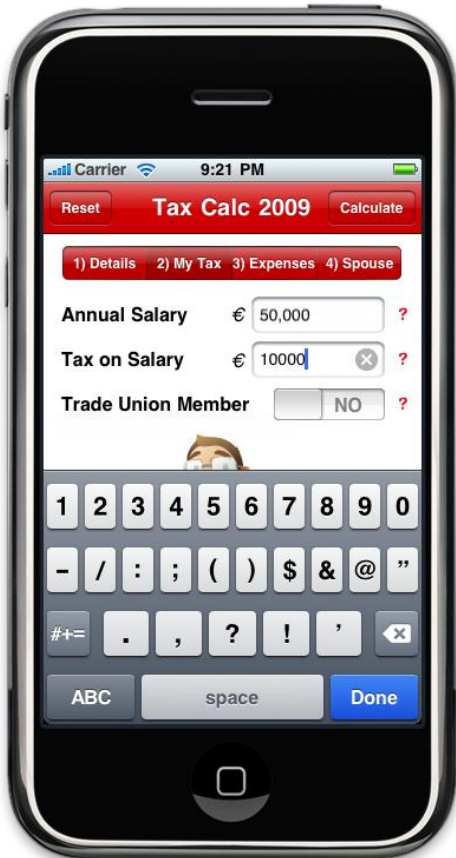 Carrier 9:21 PM
Reset Tax Calc 2009 Calculate
1) Details 2) My Tax 3) Expenses 4) Spouse
Annual Salary € 50,000 ?
Tax on Salary € 10000 ?
Trade Union Member NO ?
1 2 3 4 5 6 7 8 9 0
- / : ; ( ) $ & @ ”
#+= . , ? ! ’
ABC space Done